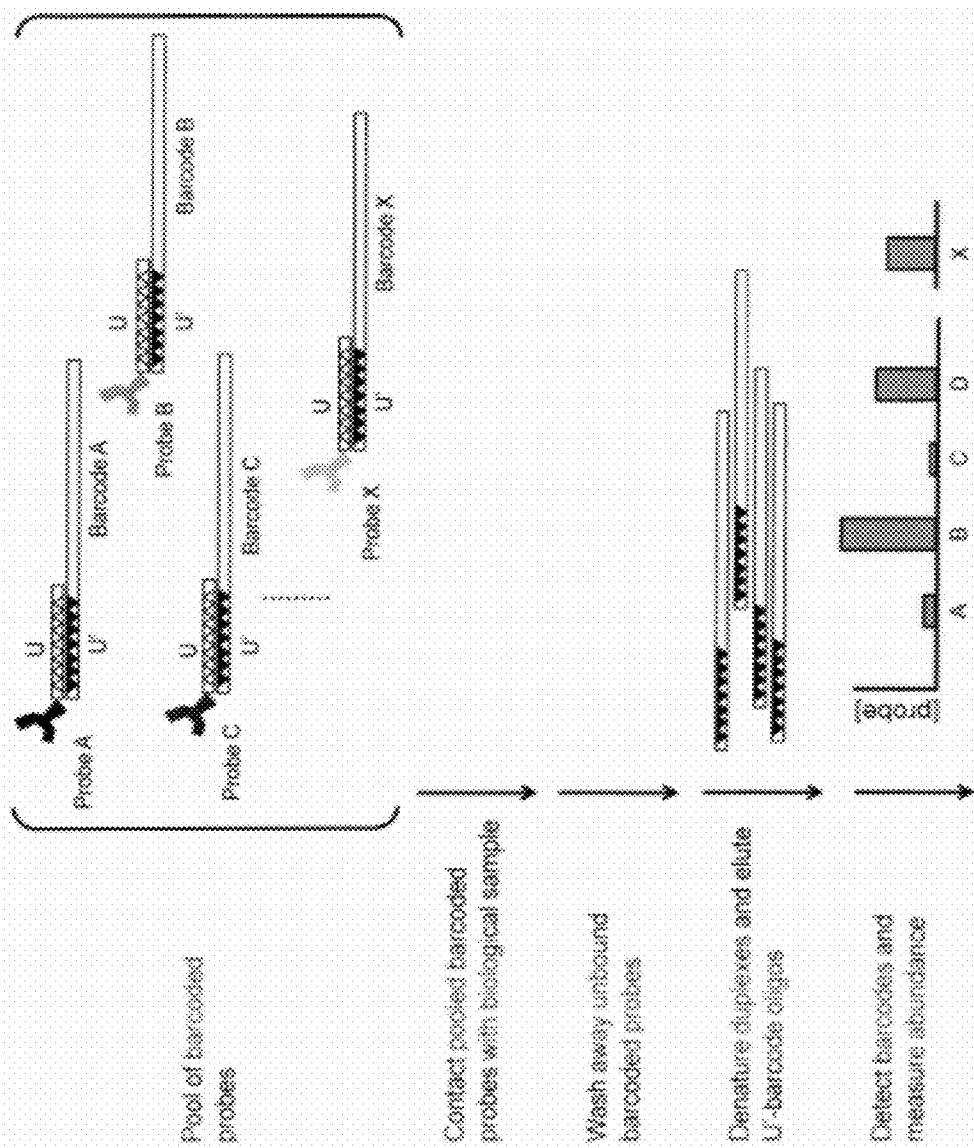 Pool of barcoded
probes
U
U'
Probe A
Barcode A
U
U'
Probe B
Barcode B
U
U'
Probe C
Barcode C
U
U'
Probe X
Barcode X
Contact pooled barcoded
probes with biological sample
Wash away unbound
barcoded probes
Denature duplexes and elute
U'-barcode oligos
Detect barcodes and
measure abundance
[probe]
A
B
C
D
X